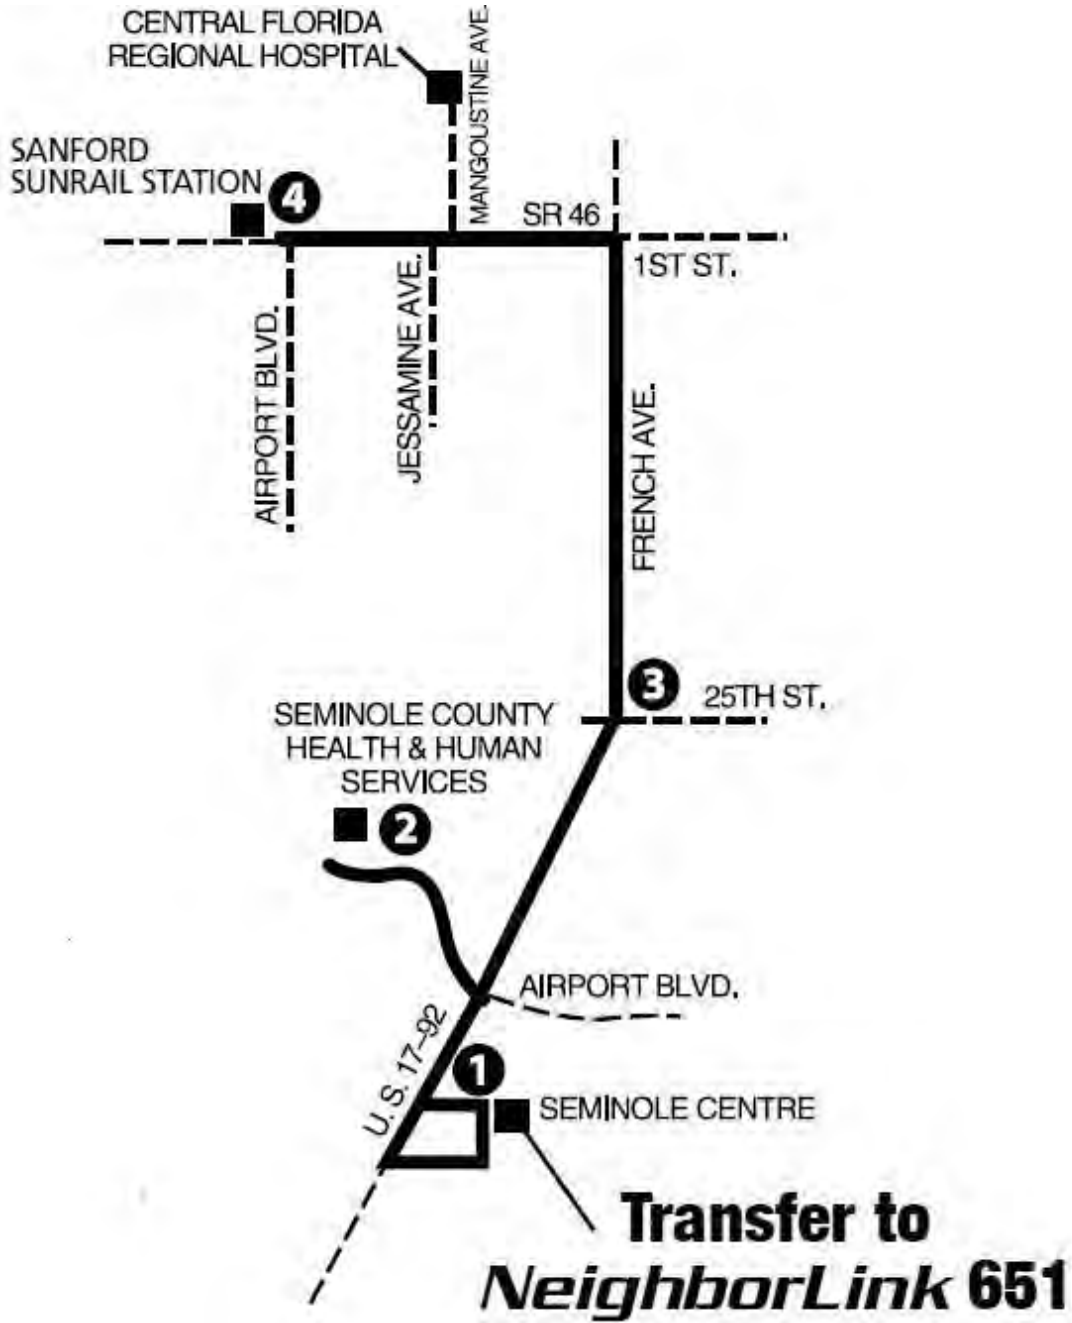 CENTRAL FLORIDA
REGIONAL HOSPITAL
MANGOUSTINE AVE.
SANFORD
SUNRAIL STATION
4
SR 46
1ST ST.
AIRPORT BLVD.
JESSAMINE AVE.
FRENCH AVE.
3
25TH ST.
SEMINOLE COUNTY
HEALTH & HUMAN
SERVICES
2
AIRPORT BLVD.
U. S. 17-92
1
SEMINOLE CENTRE
Transfer to
NeighborLink 651